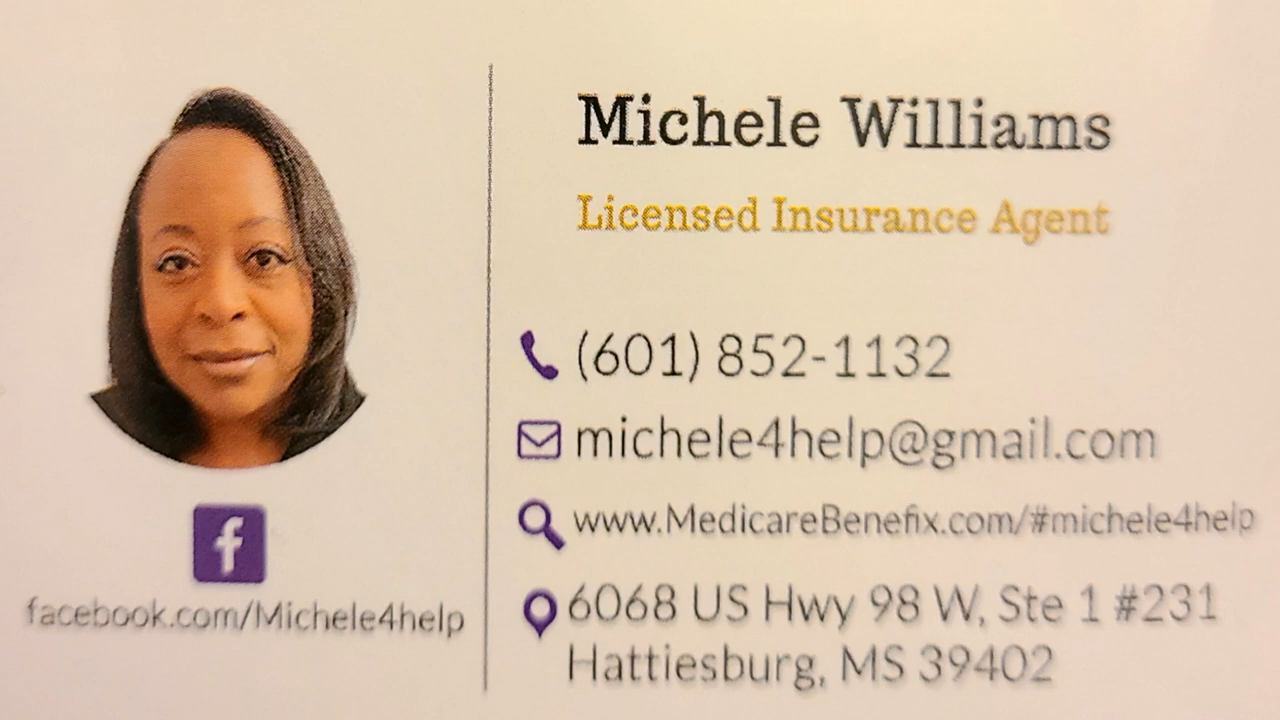 Michele Williams
Licensed Insurance Agent
(601) 852-1132
michele4help@gmail.com
www.MedicareBenefix.com/#michele4help
6068 US Hwy 98 W, Ste 1 #231
Hattiesburg, MS 39402
f
facebook.com/Michele4help